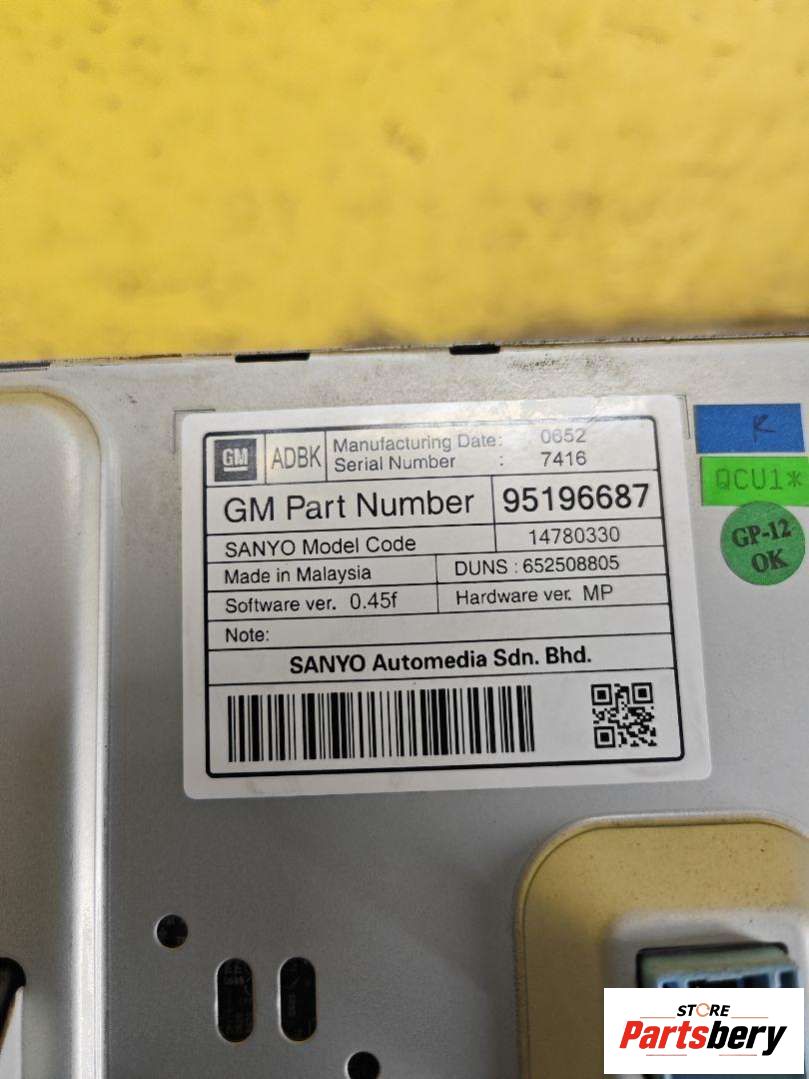 GM ADBK Manufacturing Date: 0652
Serial Number : 7416
GM Part Number 95196687
SANYO Model Code 14780330
Made in Malaysia DUNS : 652508805
Software ver. 0.45f Hardware ver. MP
Note:
SANYO Automedia Sdn. Bhd.
R
QCU1*
GP-12
OK
STORE
Partsbery